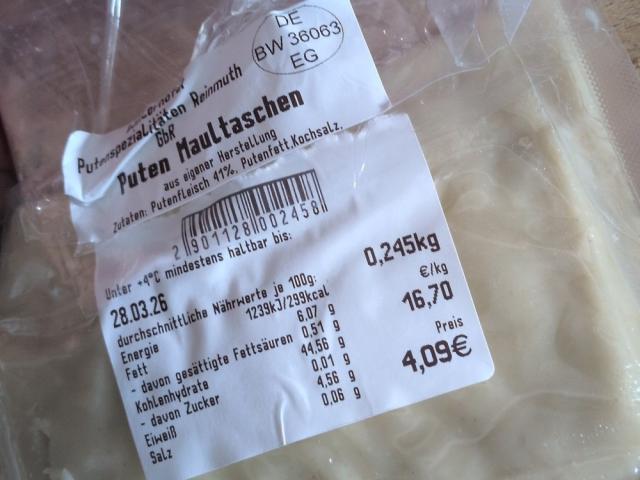 DE
BW 36063
EG
Putenspezialitäten Reinmuth
GbR
Puten Maultaschen
aus eigener Herstellung
Zutaten: Putenfleisch 41%, Putenfett,Kochsalz,
2 901128 002458
Unter +4°C mindestens haltbar bis:
28.03.26
0,245kg
durchschnittliche Nährwerte je 100g:
€/kg
Energie 1239kJ/299kcal
16,70
Fett 6,07 g
- davon gesättigte Fettsäuren 0,51 g
Preis
Kohlenhydrate 44,56 g
4,09€
- davon Zucker 0,01 g
Eiweiß 4,56 g
Salz 0,06 g